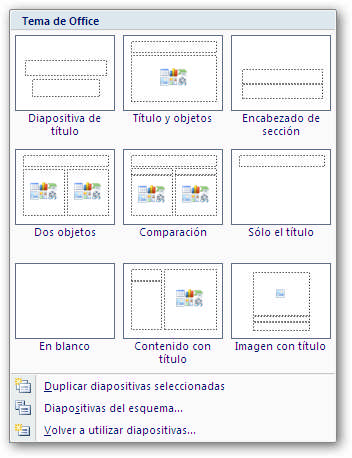 Tema de Office
Diapositiva de
título
Título y objetos
Encabezado de
sección
Dos objetos
Comparación
Sólo el título
En blanco
Contenido con
título
Imagen con título
Duplicar diapositivas seleccionadas
Diapositivas del esquema...
Volver a utilizar diapositivas...